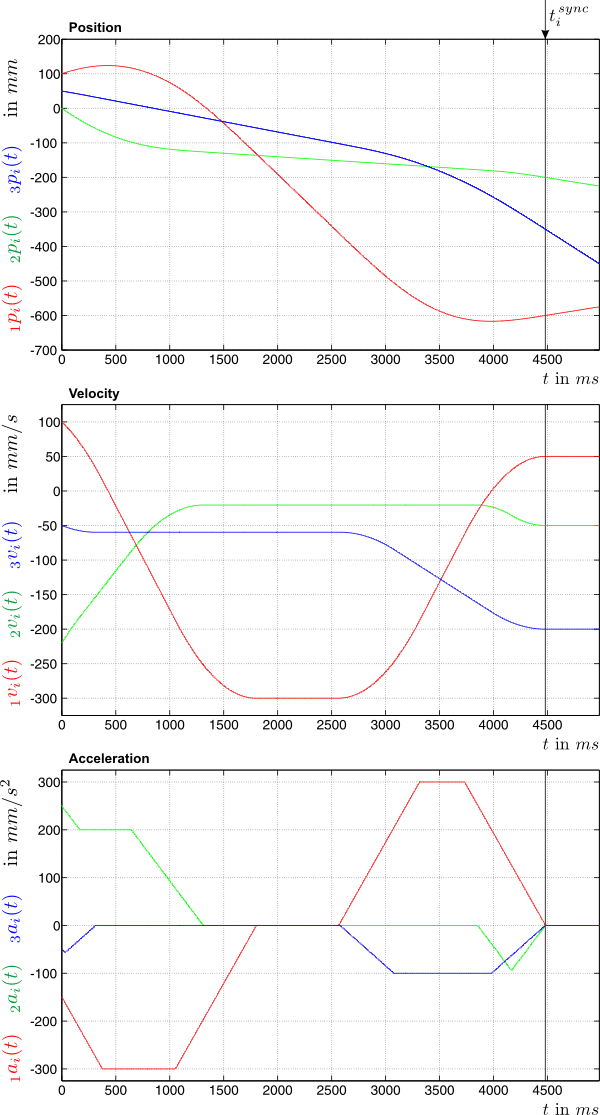 t_i^{sync}
Position
₁p_i(t) ₂p_i(t) ₃p_i(t) in mm
200
100
0
-100
-200
-300
-400
-500
-600
-700
0 500 1000 1500 2000 2500 3000 3500 4000 4500
t in ms
Velocity
₁v_i(t) ₂v_i(t) ₃v_i(t) in mm/s
100
50
0
-50
-100
-150
-200
-250
-300
0 500 1000 1500 2000 2500 3000 3500 4000 4500
t in ms
Acceleration
₁a_i(t) ₂a_i(t) ₃a_i(t) in mm/s²
300
200
100
0
-100
-200
-300
0 500 1000 1500 2000 2500 3000 3500 4000 4500
t in ms